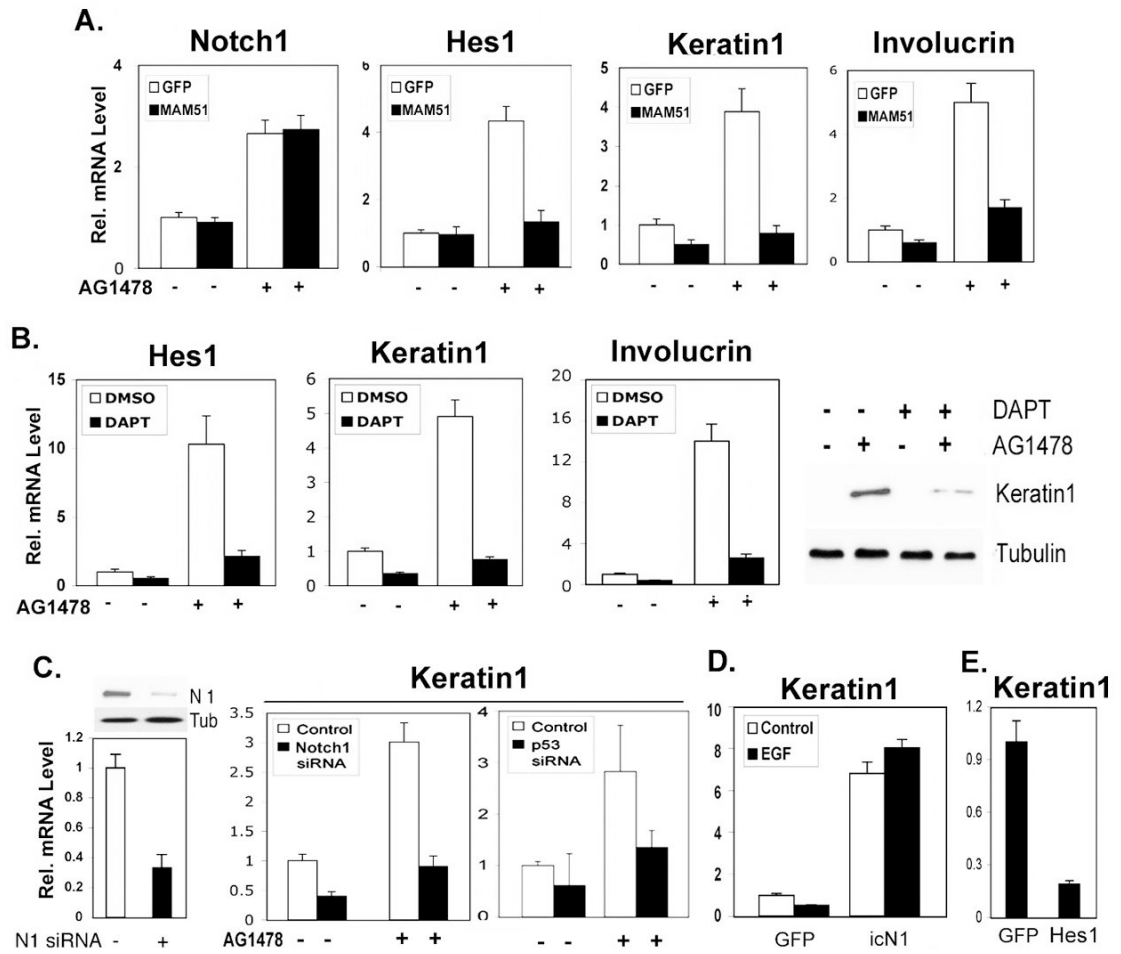 A.
Notch1 Hes1 Keratin1 Involucrin
Rel. mRNA Level
4
2
0
GFP
MAM51
6
4
2
0
GFP
MAM51
5
4
3
2
1
0
GFP
MAM51
6
4
2
0
GFP
MAM51
AG1478 - - + + - - + + - - + + - - + +
B.
Hes1 Keratin1 Involucrin
Rel. mRNA Level
15
10
5
0
DMSO
DAPT
6
5
4
3
2
1
0
DMSO
DAPT
20
16
12
8
4
0
DMSO
DAPT
AG1478 - - + + - - + + - - + +
- - + + DAPT
- + - + AG1478
Keratin1
Tubulin
C.
N 1
Tub
Rel. mRNA Level
1.2
1
0.8
0.6
0.4
0.2
0
N1 siRNA - +
Keratin1
3.5
3
2.5
2
1.5
1
0.5
0
Control
Notch1
siRNA
4
3
2
1
0
Control
p53
siRNA
AG1478 - - + + - - + +
D.
Keratin1
10
8
6
4
2
0
Control
EGF
GFP icN1
E.
Keratin1
1.2
0.9
0.6
0.3
0
GFP Hes1